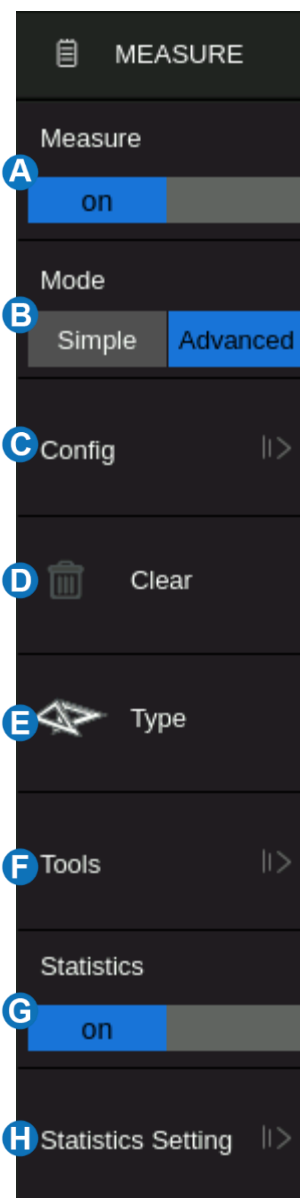 MEASURE
Measure
A
on
Mode
B
Simple Advanced
C Config
D Clear
E Type
F Tools
Statistics
G
on
H Statistics Setting